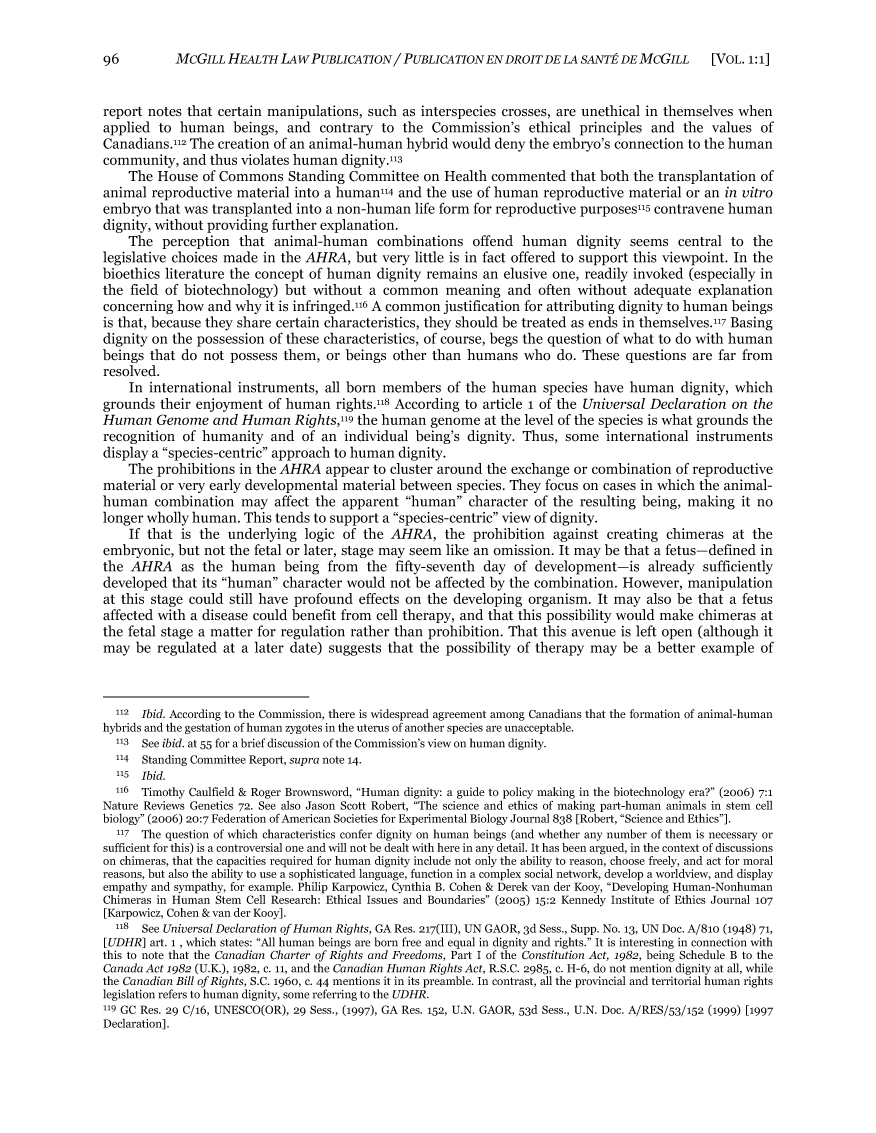 96 MCGILL HEALTH LAW PUBLICATION / PUBLICATION EN DROIT DE LA SANTÉ DE MCGILL [VOL. 1:1]
report notes that certain manipulations, such as interspecies crosses, are unethical in themselves when
applied to human beings, and contrary to the Commission’s ethical principles and the values of
Canadians.112 The creation of an animal-human hybrid would deny the embryo’s connection to the human
community, and thus violates human dignity.113
The House of Commons Standing Committee on Health commented that both the transplantation of
animal reproductive material into a human114 and the use of human reproductive material or an in vitro
embryo that was transplanted into a non-human life form for reproductive purposes115 contravene human
dignity, without providing further explanation.
The perception that animal-human combinations offend human dignity seems central to the
legislative choices made in the AHRA, but very little is in fact offered to support this viewpoint. In the
bioethics literature the concept of human dignity remains an elusive one, readily invoked (especially in
the field of biotechnology) but without a common meaning and often without adequate explanation
concerning how and why it is infringed.116 A common justification for attributing dignity to human beings
is that, because they share certain characteristics, they should be treated as ends in themselves.117 Basing
dignity on the possession of these characteristics, of course, begs the question of what to do with human
beings that do not possess them, or beings other than humans who do. These questions are far from
resolved.
In international instruments, all born members of the human species have human dignity, which
grounds their enjoyment of human rights.118 According to article 1 of the Universal Declaration on the
Human Genome and Human Rights,119 the human genome at the level of the species is what grounds the
recognition of humanity and of an individual being’s dignity. Thus, some international instruments
display a “species-centric” approach to human dignity.
The prohibitions in the AHRA appear to cluster around the exchange or combination of reproductive
material or very early developmental material between species. They focus on cases in which the animal-
human combination may affect the apparent “human” character of the resulting being, making it no
longer wholly human. This tends to support a “species-centric” view of dignity.
If that is the underlying logic of the AHRA, the prohibition against creating chimeras at the
embryonic, but not the fetal or later, stage may seem like an omission. It may be that a fetus—defined in
the AHRA as the human being from the fifty-seventh day of development—is already sufficiently
developed that its “human” character would not be affected by the combination. However, manipulation
at this stage could still have profound effects on the developing organism. It may also be that a fetus
affected with a disease could benefit from cell therapy, and that this possibility would make chimeras at
the fetal stage a matter for regulation rather than prohibition. That this avenue is left open (although it
may be regulated at a later date) suggests that the possibility of therapy may be a better example of
112 Ibid. According to the Commission, there is widespread agreement among Canadians that the formation of animal-human
hybrids and the gestation of human zygotes in the uterus of another species are unacceptable.
113 See ibid. at 55 for a brief discussion of the Commission’s view on human dignity.
114 Standing Committee Report, supra note 14.
115 Ibid.
116 Timothy Caulfield & Roger Brownsword, “Human dignity: a guide to policy making in the biotechnology era?” (2006) 7:1
Nature Reviews Genetics 72. See also Jason Scott Robert, “The science and ethics of making part-human animals in stem cell
biology” (2006) 20:7 Federation of American Societies for Experimental Biology Journal 838 [Robert, “Science and Ethics”].
117 The question of which characteristics confer dignity on human beings (and whether any number of them is necessary or
sufficient for this) is a controversial one and will not be dealt with here in any detail. It has been argued, in the context of discussions
on chimeras, that the capacities required for human dignity include not only the ability to reason, choose freely, and act for moral
reasons, but also the ability to use a sophisticated language, function in a complex social network, develop a worldview, and display
empathy and sympathy, for example. Philip Karpowicz, Cynthia B. Cohen & Derek van der Kooy, “Developing Human-Nonhuman
Chimeras in Human Stem Cell Research: Ethical Issues and Boundaries” (2005) 15:2 Kennedy Institute of Ethics Journal 107
[Karpowicz, Cohen & van der Kooy].
118 See Universal Declaration of Human Rights, GA Res. 217(III), UN GAOR, 3d Sess., Supp. No. 13, UN Doc. A/810 (1948) 71,
[UDHR] art. 1 , which states: “All human beings are born free and equal in dignity and rights.” It is interesting in connection with
this to note that the Canadian Charter of Rights and Freedoms, Part I of the Constitution Act, 1982, being Schedule B to the
Canada Act 1982 (U.K.), 1982, c. 11, and the Canadian Human Rights Act, R.S.C. 2985, c. H-6, do not mention dignity at all, while
the Canadian Bill of Rights, S.C. 1960, c. 44 mentions it in its preamble. In contrast, all the provincial and territorial human rights
legislation refers to human dignity, some referring to the UDHR.
119 GC Res. 29 C/16, UNESCO(OR), 29 Sess., (1997), GA Res. 152, U.N. GAOR, 53d Sess., U.N. Doc. A/RES/53/152 (1999) [1997
Declaration].